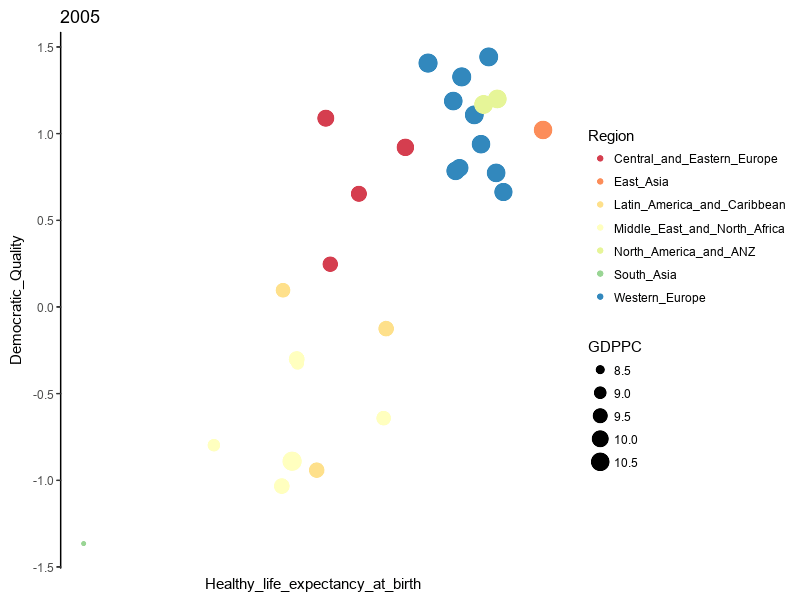 2005
1.5
1.0
0.5
0.0
-0.5
-1.0
-1.5
Democratic_Quality
Healthy_life_expectancy_at_birth
Region
Central_and_Eastern_Europe
East_Asia
Latin_America_and_Caribbean
Middle_East_and_North_Africa
North_America_and_ANZ
South_Asia
Western_Europe
GDPPC
8.5
9.0
9.5
10.0
10.5